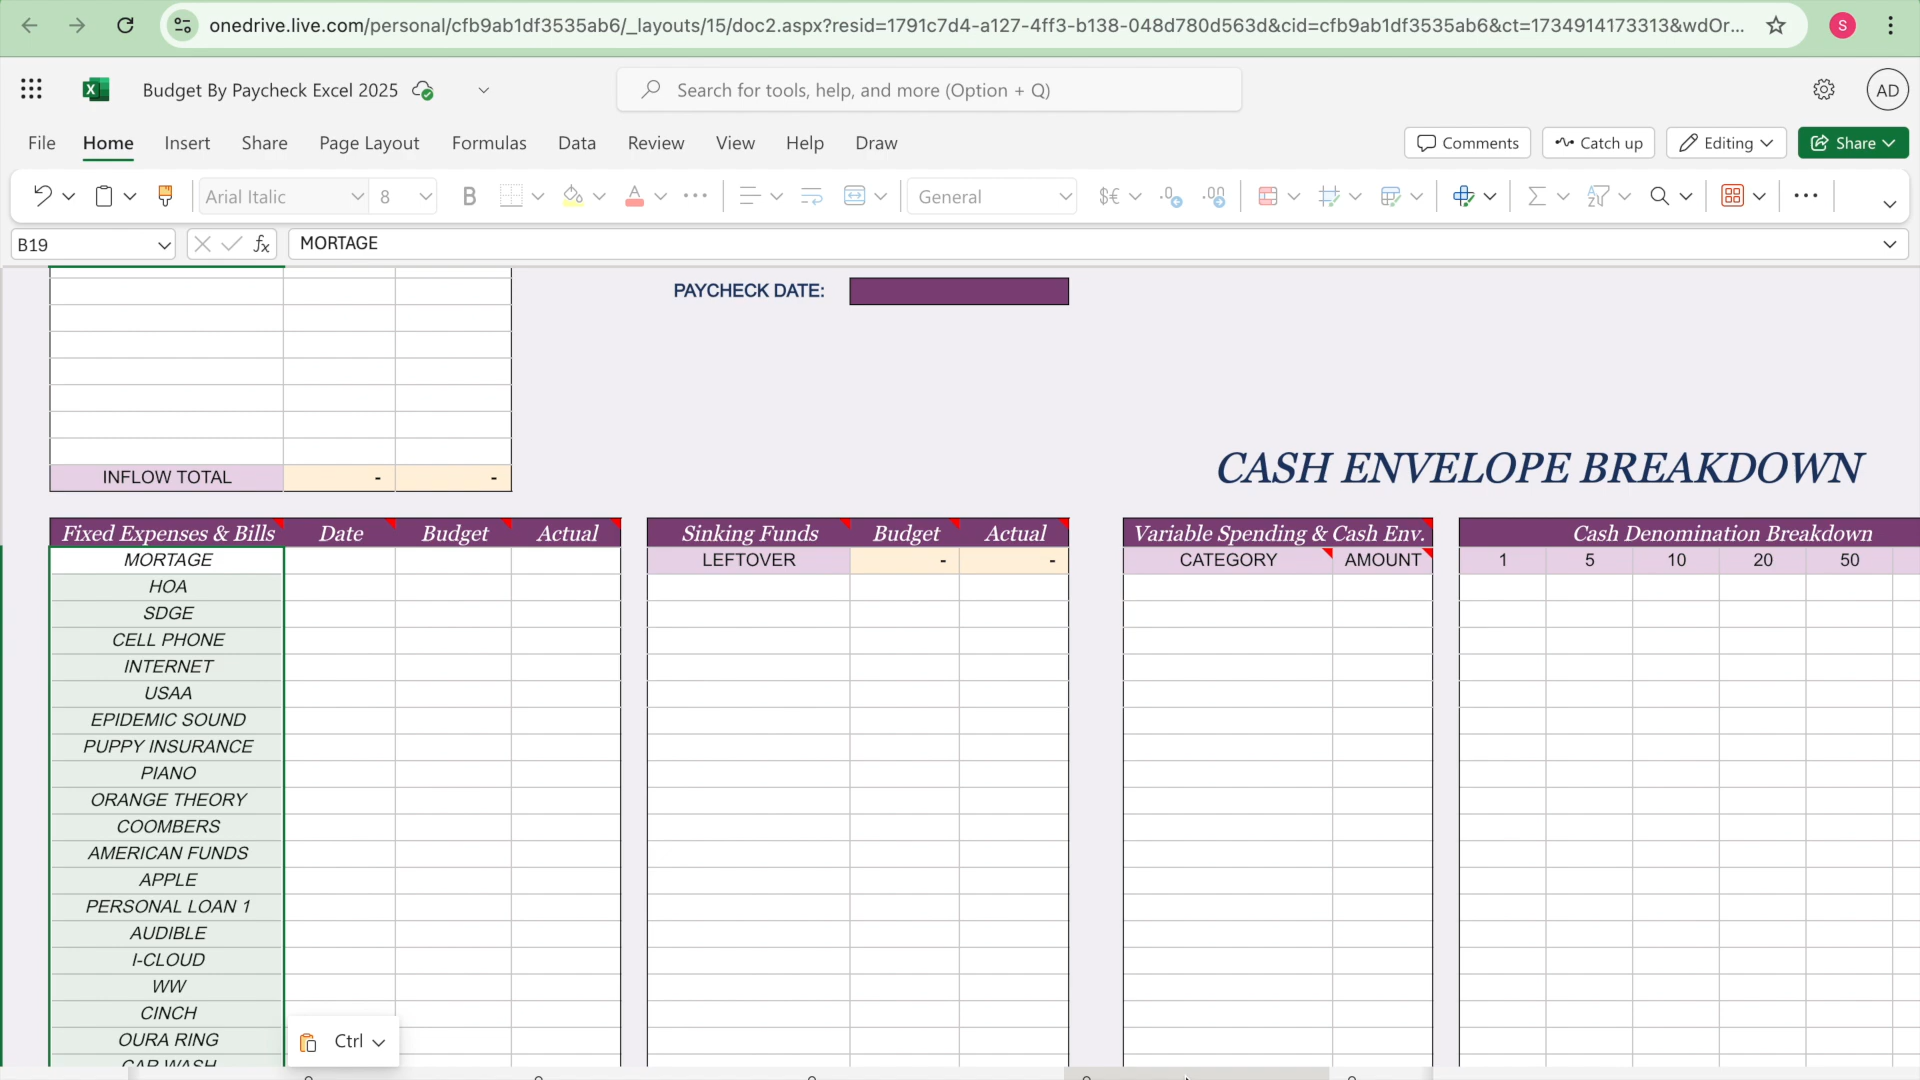 onedrive.live.com/personal/cfb9ab1df3535ab6/_layouts/15/doc2.aspx?resid=1791c7d4-a127-4ff3-b138-048d780d563d&cid=cfb9ab1df3535ab6&ct=1734914173313&wdOr...
S
Budget By Paycheck Excel 2025
Search for tools, help, and more (Option + Q)
AD
File Home Insert Share Page Layout Formulas Data Review View Help Draw
Comments Catch up Editing Share
Arial Italic 8 B A General $€
B19 fx MORTAGE
PAYCHECK DATE:
INFLOW TOTAL - -
CASH ENVELOPE BREAKDOWN
Fixed Expenses & Bills Date Budget Actual Sinking Funds Budget Actual Variable Spending & Cash Env. Cash Denomination Breakdown
MORTAGE LEFTOVER - - CATEGORY AMOUNT 1 5 10 20 50
HOA
SDGE
CELL PHONE
INTERNET
USAA
EPIDEMIC SOUND
PUPPY INSURANCE
PIANO
ORANGE THEORY
COOMBERS
AMERICAN FUNDS
APPLE
PERSONAL LOAN 1
AUDIBLE
I-CLOUD
WW
CINCH
OURA RING
Ctrl
CAR WASH